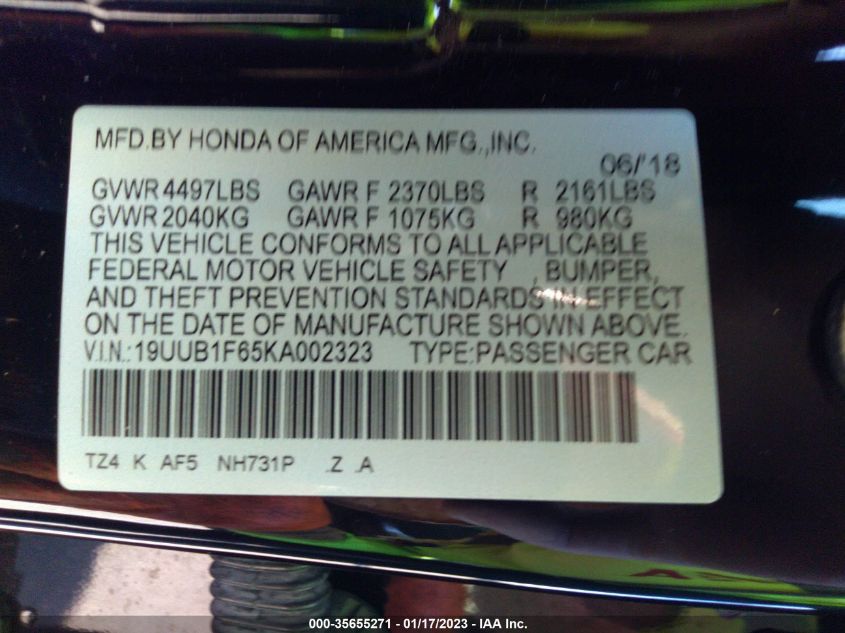 MFD.BY HONDA OF AMERICA MFG.,INC.
06/'18
GVWR 4497LBS GAWR F 2370LBS R 2161LBS
GVWR 2040KG GAWR F 1075KG R 980KG
THIS VEHICLE CONFORMS TO ALL APPLICABLE
FEDERAL MOTOR VEHICLE SAFETY , BUMPER,
AND THEFT PREVENTION STANDARDS IN EFFECT
ON THE DATE OF MANUFACTURE SHOWN ABOVE.
V.I.N.:19UUB1F65KA002323 TYPE:PASSENGER CAR
TZ4 K AF5 NH731P .Z .A
000-35655271 - 01/17/2023 - IAA Inc.